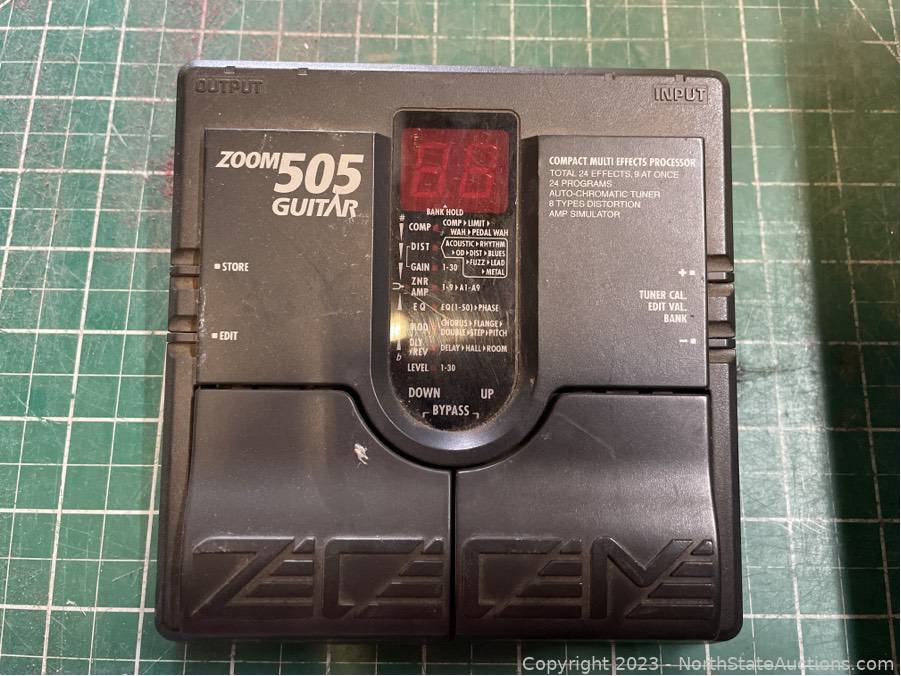 OUTPUT
INPUT
ZOOM 505
GUITAR
COMPACT MULTI EFFECTS PROCESSOR
TOTAL 24 EFFECTS, 9 AT ONCE
24 PROGRAMS
AUTO-CHROMATIC TUNER
8 TYPES DISTORTION
AMP SIMULATOR
BANK HOLD
# COMP COMP▸LIMIT▸
WAH▸PEDAL WAH
DIST ACOUSTIC▸RHYTHM
▸OD▸DIST▸BLUES
▸FUZZ▸LEAD
▸METAL
GAIN 1-30
ZNR
AMP 1-9▸A1-A9
EQ EQ(1-50)▸PHASE
MOD CHORUS▸FLANGE▸
DOUBLE▸STEP▸PITCH
DLY
/REV DELAY▸HALL▸ROOM
b
LEVEL 1-30
DOWN UP
BYPASS
STORE
EDIT
+
TUNER CAL.
EDIT VAL.
BANK
−
ZOOM
Copyright © 2023 - NorthStateAuctions.com